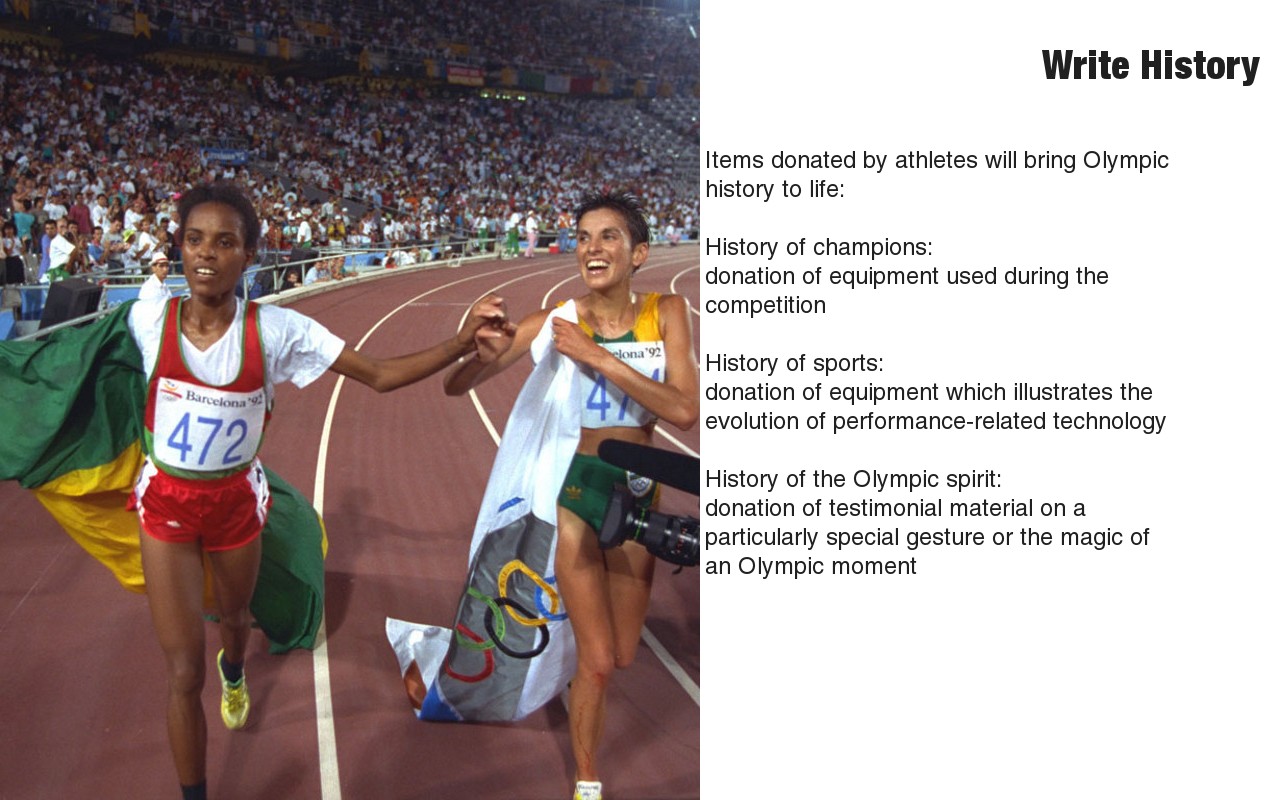 Write History
Items donated by athletes will bring Olympic
history to life:
History of champions:
donation of equipment used during the
competition
History of sports:
donation of equipment which illustrates the
evolution of performance-related technology
History of the Olympic spirit:
donation of testimonial material on a
particularly special gesture or the magic of
an Olympic moment
Barcelona '92
472
'92